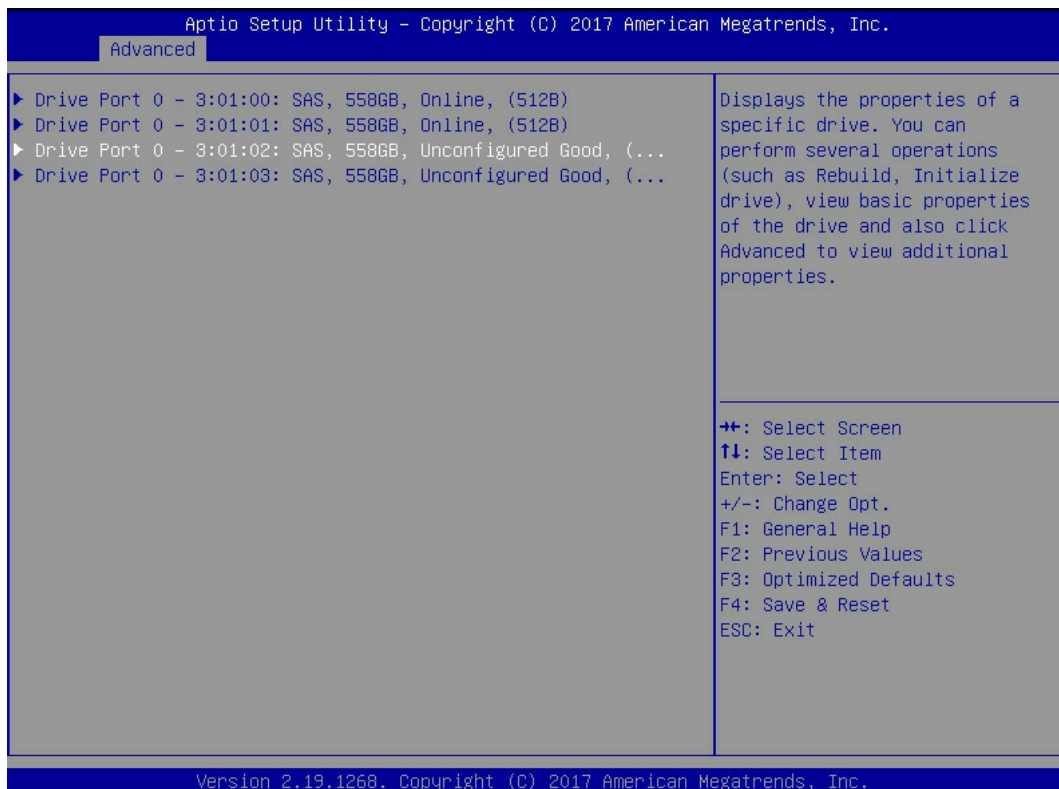 Aptio Setup Utility – Copyright (C) 2017 American Megatrends, Inc.
Advanced
▶ Drive Port 0 - 3:01:00: SAS, 558GB, Online, (512B)
▶ Drive Port 0 - 3:01:01: SAS, 558GB, Online, (512B)
▶ Drive Port 0 - 3:01:02: SAS, 558GB, Unconfigured Good, (...
▶ Drive Port 0 - 3:01:03: SAS, 558GB, Unconfigured Good, (...
Displays the properties of a
specific drive. You can
perform several operations
(such as Rebuild, Initialize
drive), view basic properties
of the drive and also click
Advanced to view additional
properties.
→←: Select Screen
↑↓: Select Item
Enter: Select
+/-: Change Opt.
F1: General Help
F2: Previous Values
F3: Optimized Defaults
F4: Save & Reset
ESC: Exit
Version 2.19.1268. Copyright (C) 2017 American Megatrends, Inc.